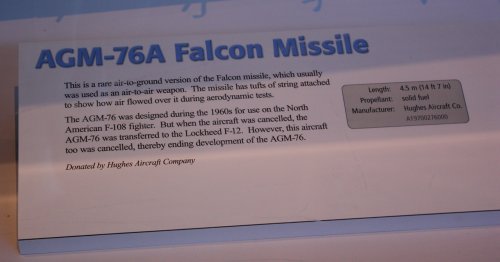 AGM-76A Falcon Missile
This is a rare air-to-ground version of the Falcon missile, which usually
was used as an air-to-air weapon. The missile has tufts of string attached
to show how air flowed over it during aerodynamic tests.
The AGM-76 was designed during the 1960s for use on the North
American F-108 fighter. But when the aircraft was cancelled, the
AGM-76 was transferred to the Lockheed F-12. However, this aircraft
too was cancelled, thereby ending development of the AGM-76.
Donated by Hughes Aircraft Company
Length: 4.5 m (14 ft 7 in)
Propellant: solid fuel
Manufacturer: Hughes Aircraft Co.
A19700276000